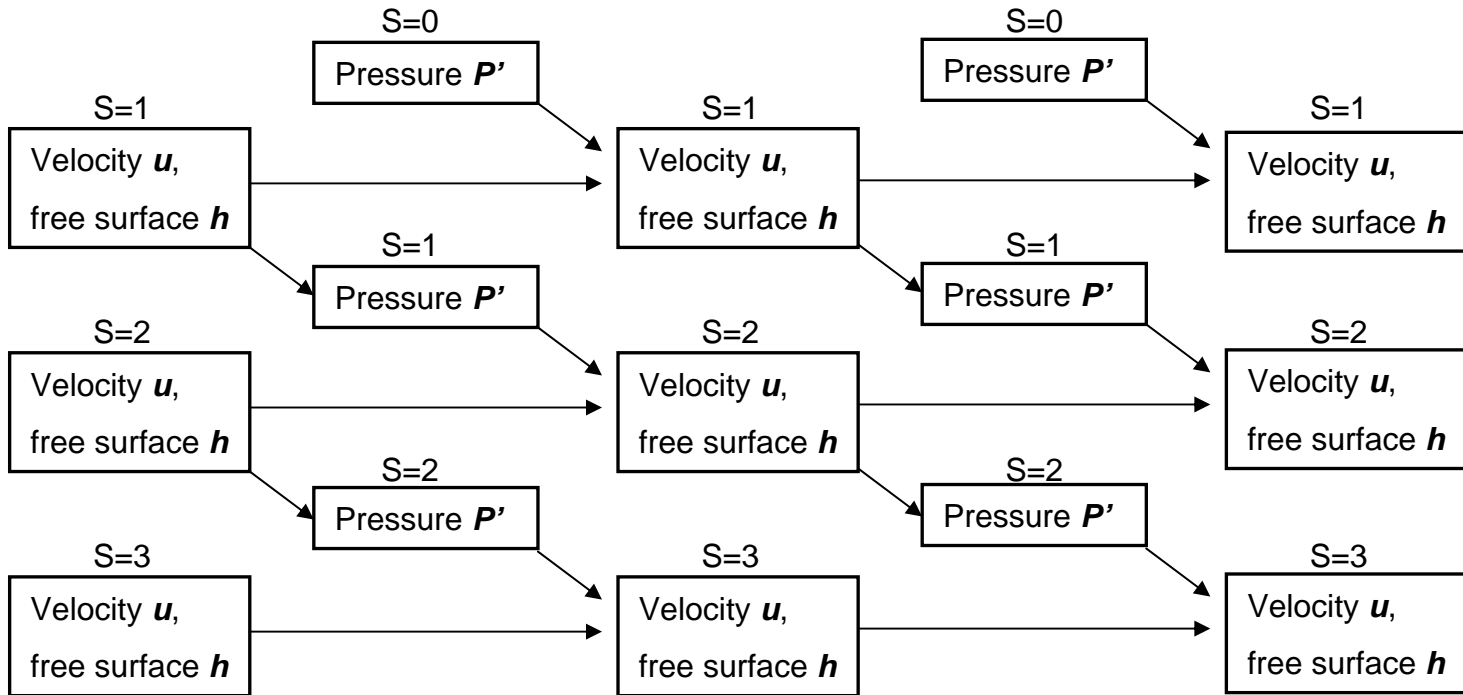 S=0
S=0
Pressure P’
Pressure P’
S=1
S=1
S=1
Velocity u,
free surface h
Velocity u,
free surface h
Velocity u,
free surface h
S=1
S=1
Pressure P’
Pressure P’
S=2
S=2
S=2
Velocity u,
free surface h
Velocity u,
free surface h
Velocity u,
free surface h
S=2
S=2
Pressure P’
Pressure P’
S=3
S=3
S=3
Velocity u,
free surface h
Velocity u,
free surface h
Velocity u,
free surface h